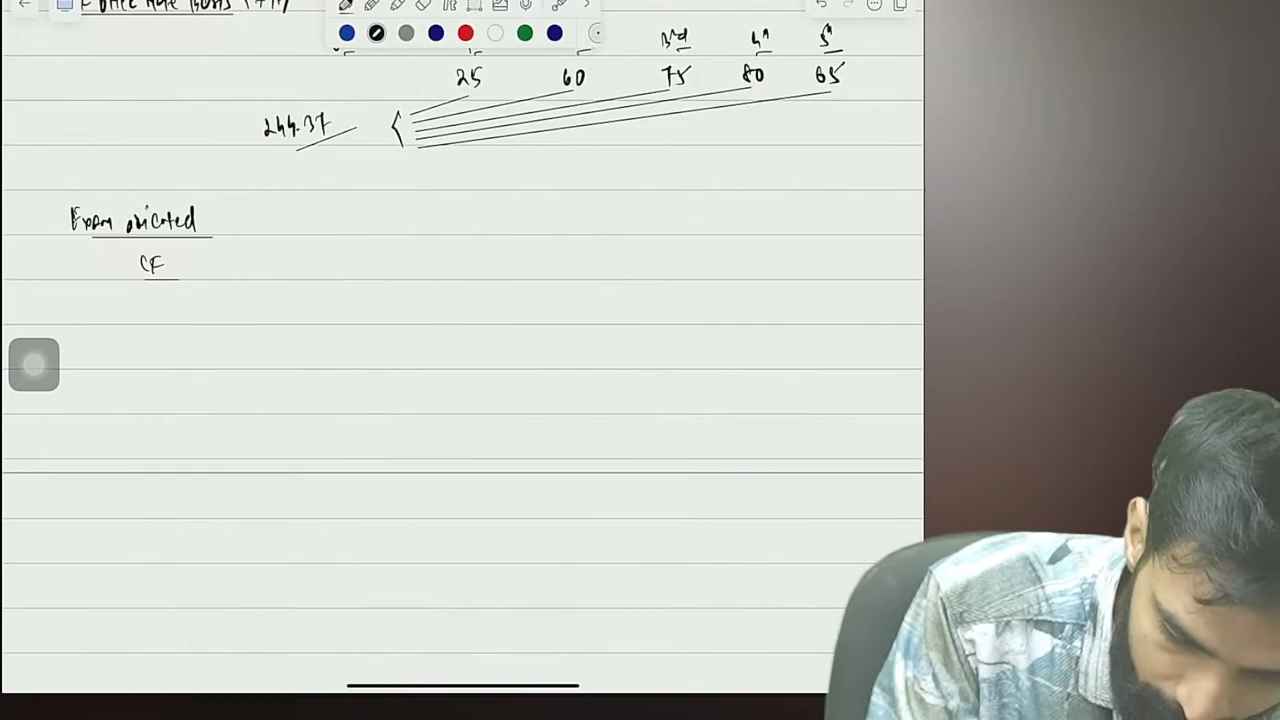 3rd 4th 5th
25 60 75 80 65
244.37
Exam oriented
CF